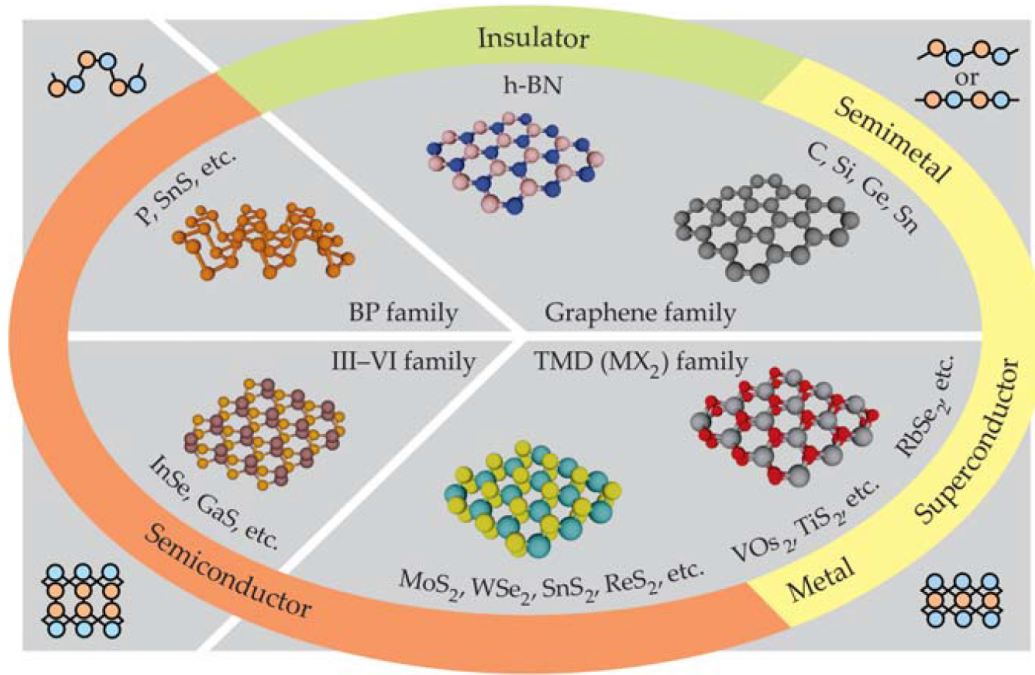 Insulator
h-BN
or
Semimetal
C, Si, Ge, Sn
P, SnS, etc.
BP family
Graphene family
III–VI family
TMD (MX₂) family
RbSe₂, etc.
Superconductor
InSe, GaS, etc.
VOs₂, TiS₂, etc.
MoS₂, WSe₂, SnS₂, ReS₂, etc.
Semiconductor
Metal